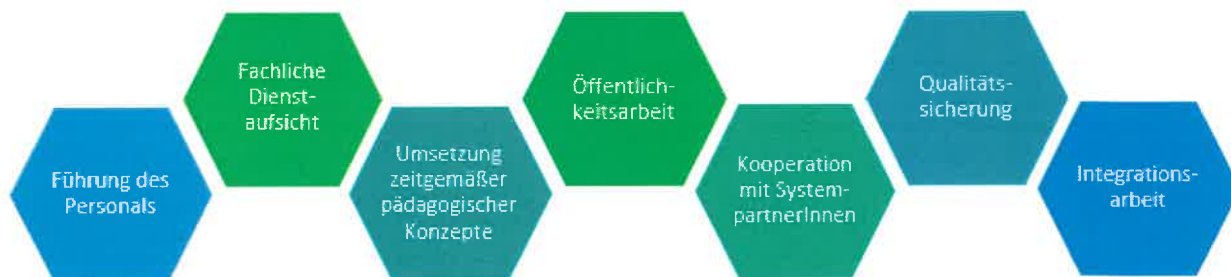 Führung des
Personals
Fachliche
Dienst-
aufsicht
Umsetzung
zeitgemäßer
pädagogischer
Konzepte
Öffentlich-
keitsarbeit
Kooperation
mit System-
partnerInnen
Qualitäts-
sicherung
Integrations-
arbeit